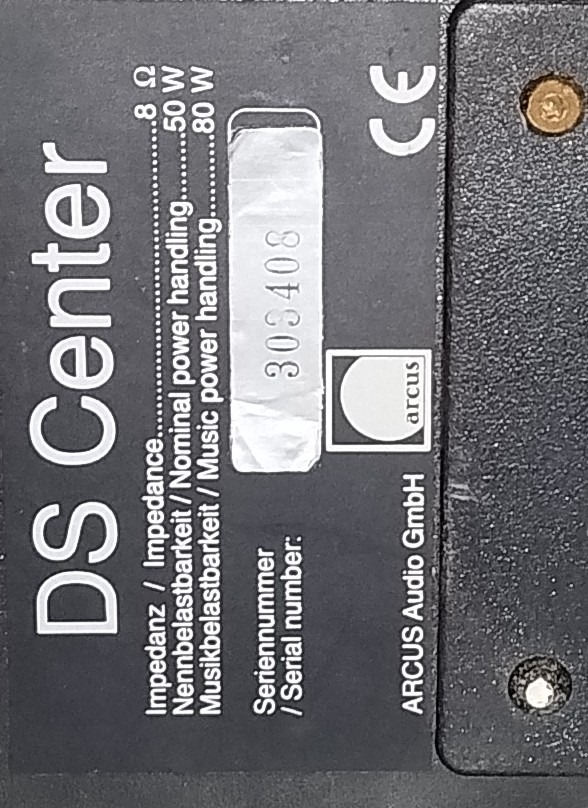 DS Center
Impedanz / Impedance..............................8 Ω
Nennbelastbarkeit / Nominal power handling........50 W
Musikbelastbarkeit / Music power handling...........80 W
Seriennummer
/ Serial number:
303408
arcus
ARCUS Audio GmbH
CE